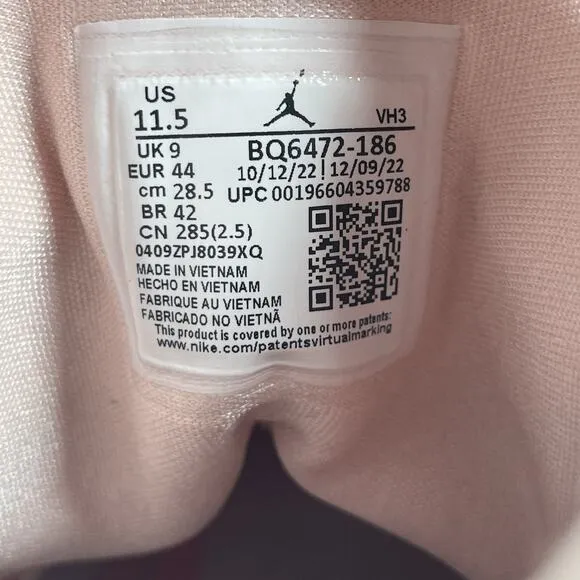 US
11.5 VH3
UK 9 BQ6472-186
EUR 44 10/12/22 | 12/09/22
cm 28.5 UPC 00196604359788
BR 42
CN 285(2.5)
0409ZPJ8039XQ
MADE IN VIETNAM
HECHO EN VIETNAM
FABRIQUE AU VIETNAM
FABRICADO NO VIETNÃ
This product is covered by one or more patents:
www.nike.com/patentsvirtualmarking